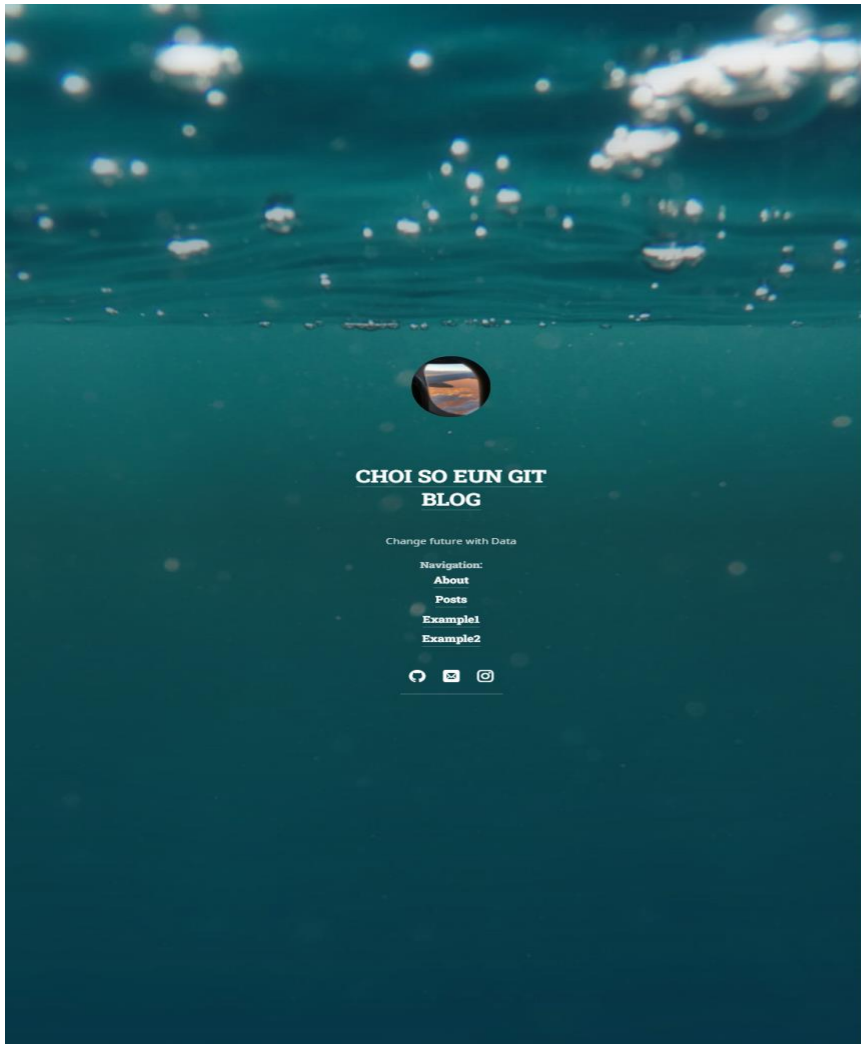 CHOI SO EUN GIT
BLOG
Change future with Data
Navigation:
About
Posts
Example1
Example2